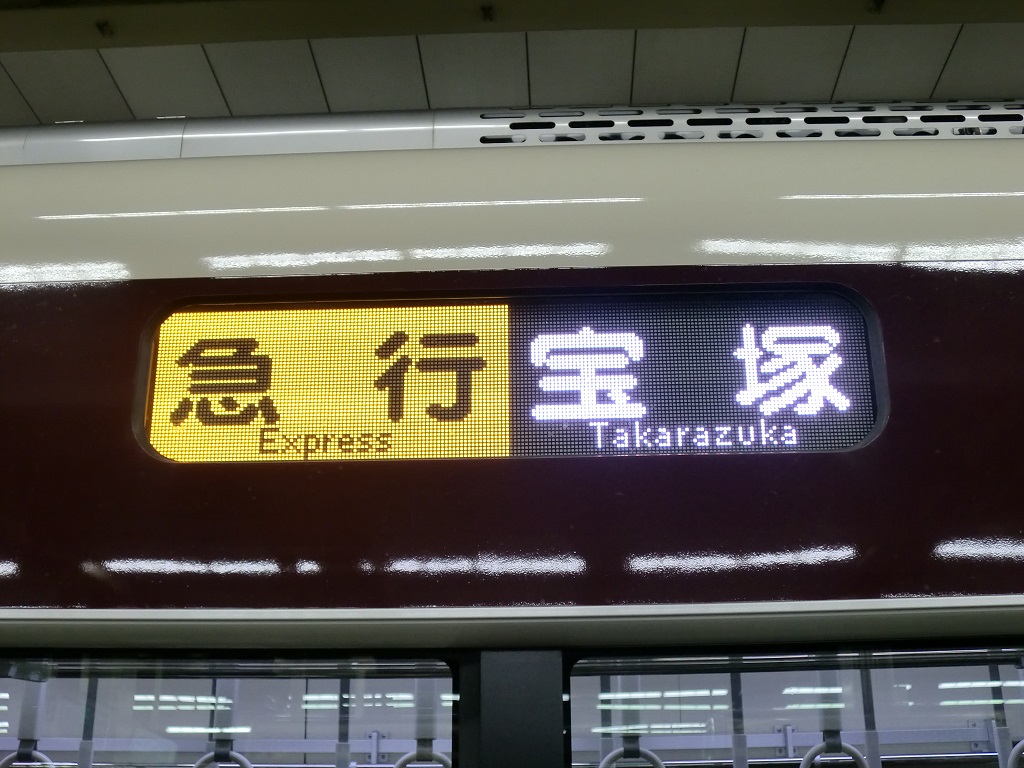 急行 宝塚
Express Takarazuka